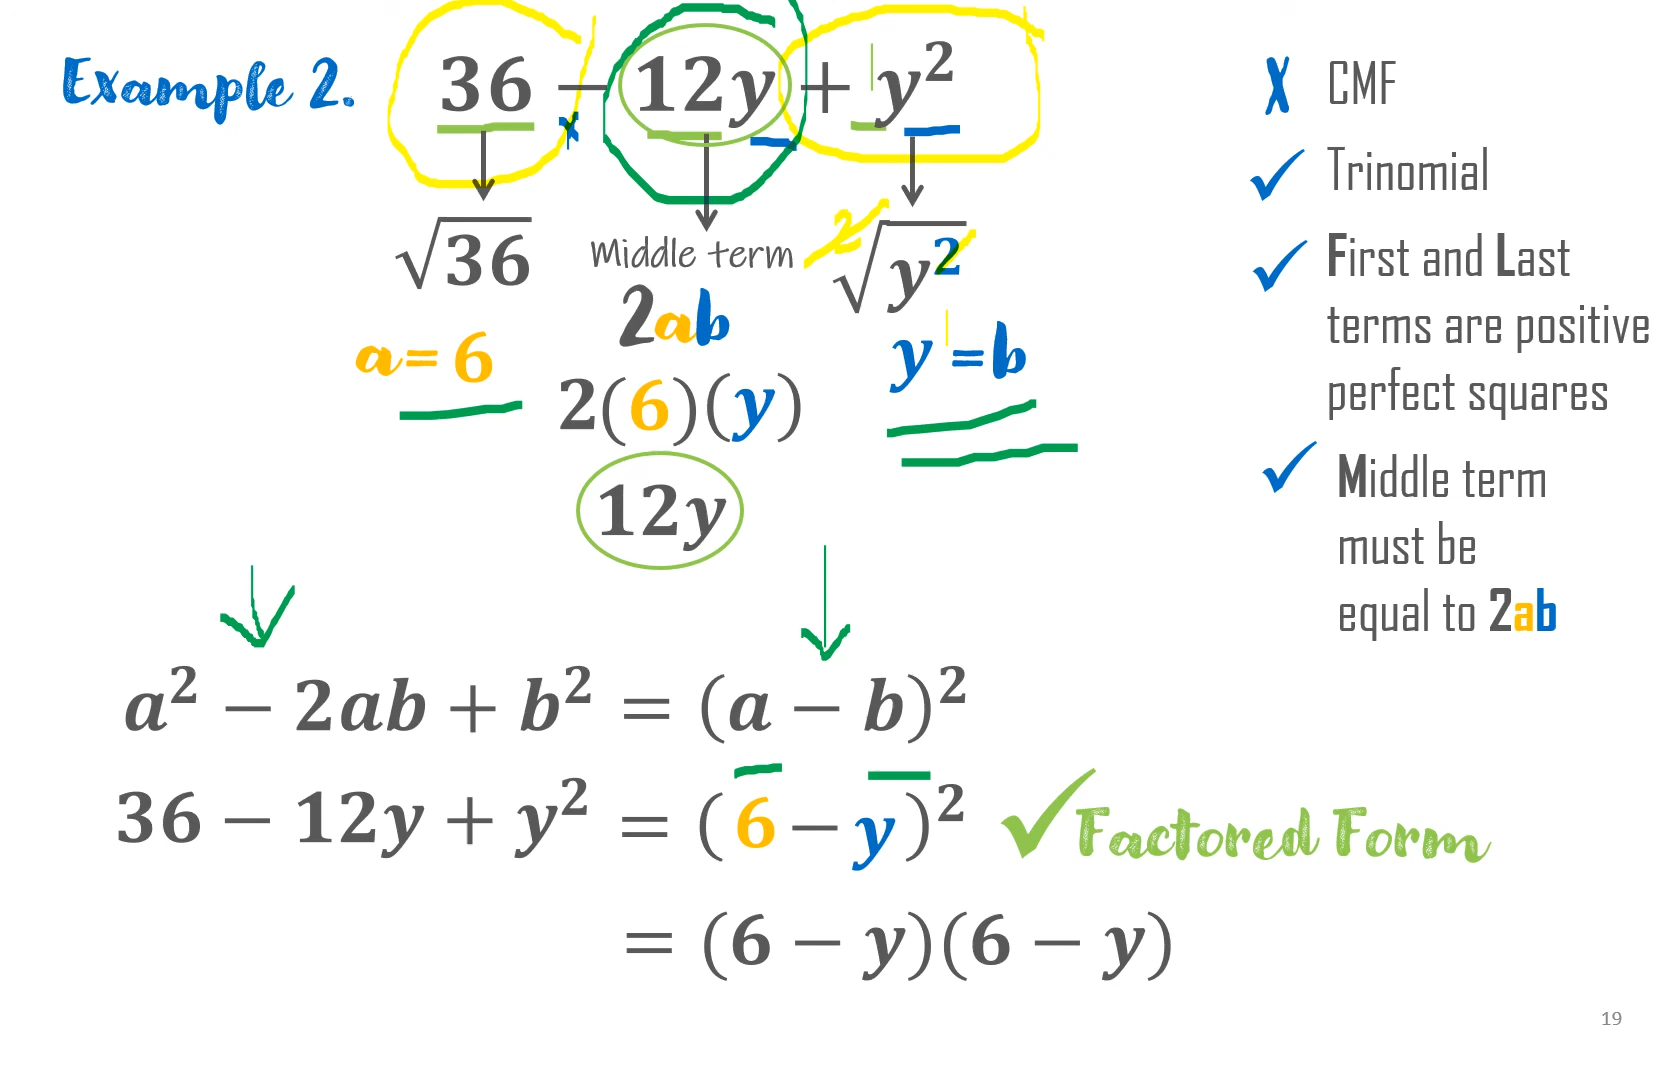 Example 2.
36 − 12y + y²
x
√36
Middle term
2
√y²
2ab
a = 6
y = b
2(6)(y)
12y
a² − 2ab + b² = (a − b)²
36 − 12y + y² = (6 − y)²
✓Factored Form
= (6 − y)(6 − y)
X CMF
✓ Trinomial
✓ First and Last
terms are positive
perfect squares
✓ Middle term
must be
equal to 2ab
19